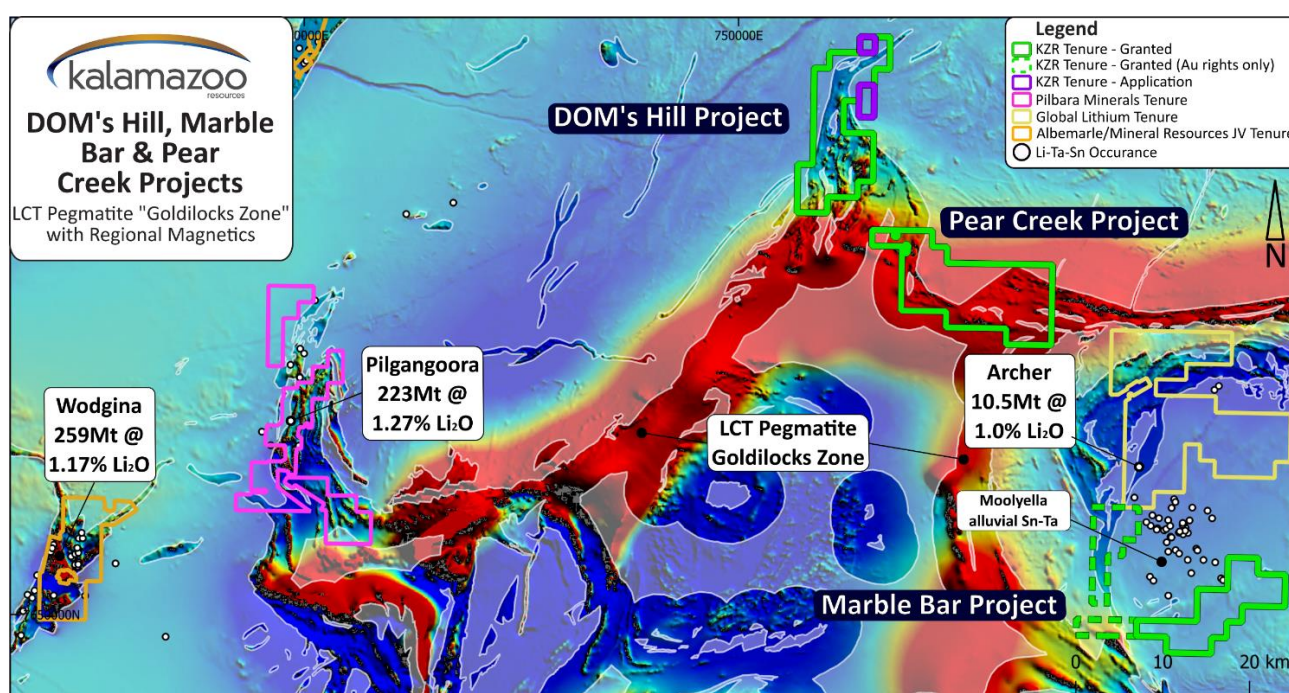 kalamazoo
resources
DOM's Hill, Marble
Bar & Pear
Creek Projects
LCT Pegmatite "Goldilocks Zone"
with Regional Magnetics
750000E
Legend
KZR Tenure - Granted
KZR Tenure - Granted (Au rights only)
KZR Tenure - Application
Pilbara Minerals Tenure
Global Lithium Tenure
Albemarle/Mineral Resources JV Tenure
Li-Ta-Sn Occurance
DOM's Hill Project
Pear Creek Project
N
Wodgina
259Mt @
1.17% Li₂O
Pilgangoora
223Mt @
1.27% Li₂O
LCT Pegmatite
Goldilocks Zone
Archer
10.5Mt @
1.0% Li₂O
Moolyella
alluvial Sn-Ta
Marble Bar Project
7650000N
0 10 20 km